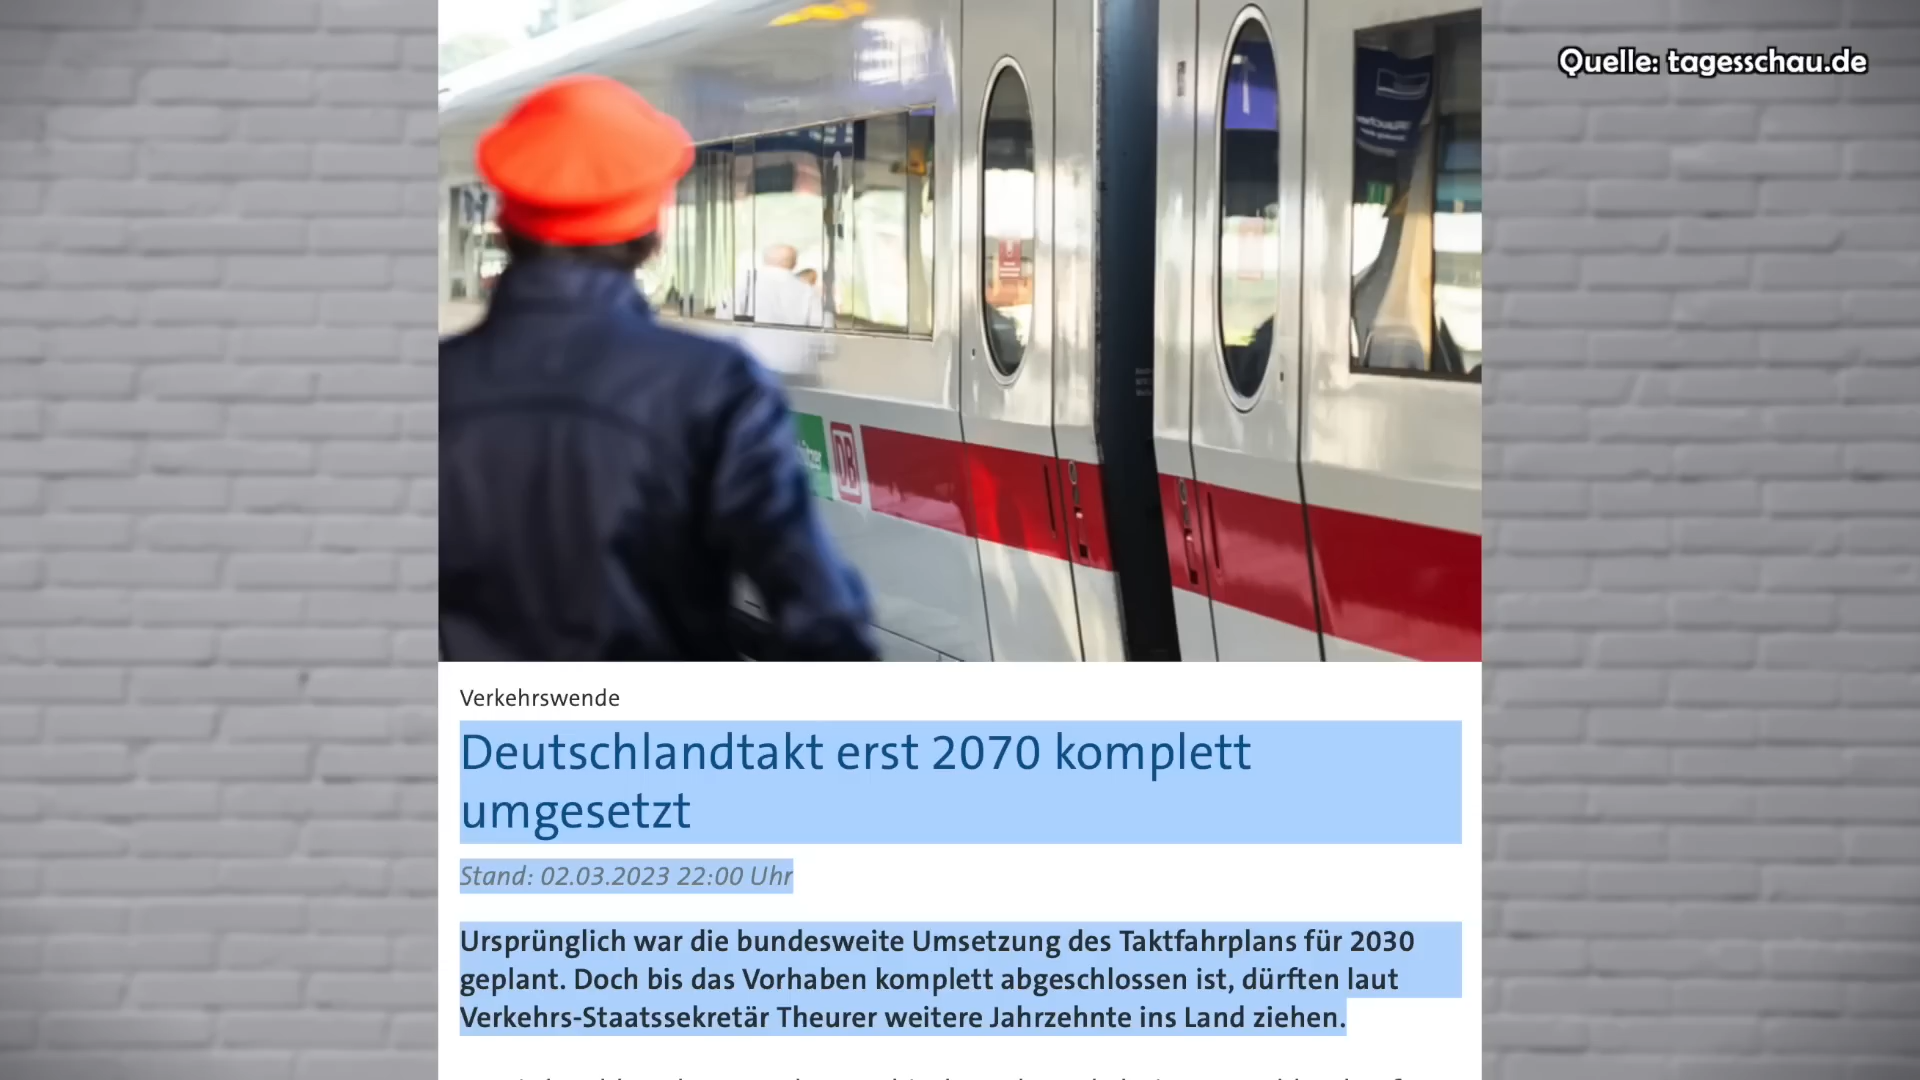 Quelle: tagesschau.de
DB
Verkehrswende
Deutschlandtakt erst 2070 komplett
umgesetzt
Stand: 02.03.2023 22:00 Uhr
Ursprünglich war die bundesweite Umsetzung des Taktfahrplans für 2030
geplant. Doch bis das Vorhaben komplett abgeschlossen ist, dürften laut
Verkehrs-Staatssekretär Theurer weitere Jahrzehnte ins Land ziehen.